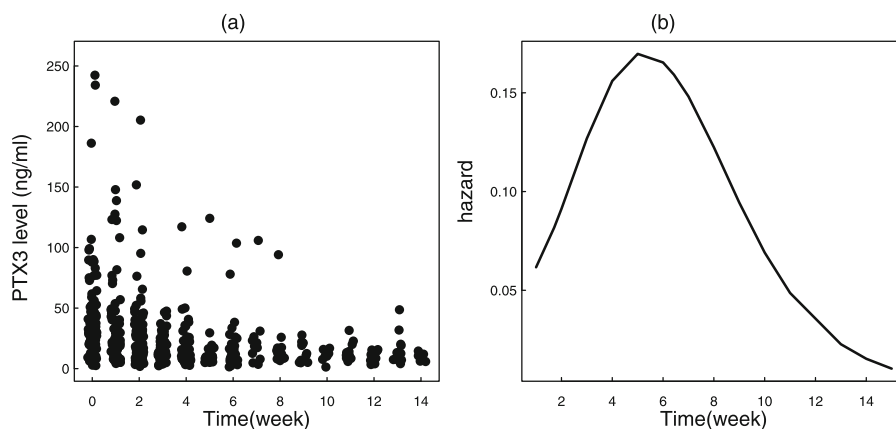 (a)
PTX3 level (ng/ml)
250
200
150
100
50
0
0 2 4 6 8 10 12 14
Time(week)
(b)
hazard
0.15
0.10
0.05
2 4 6 8 10 12 14
Time(week)